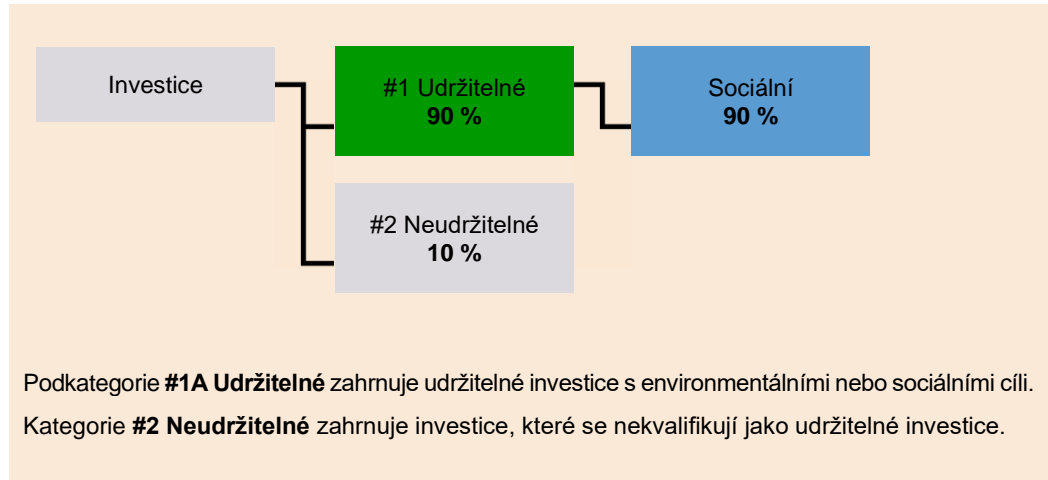 Investice
#1 Udržitelné
90 %
Sociální
90 %
#2 Neudržitelné
10 %
Podkategorie #1A Udržitelné zahrnuje udržitelné investice s environmentálními nebo sociálními cíli.
Kategorie #2 Neudržitelné zahrnuje investice, které se nekvalifikují jako udržitelné investice.